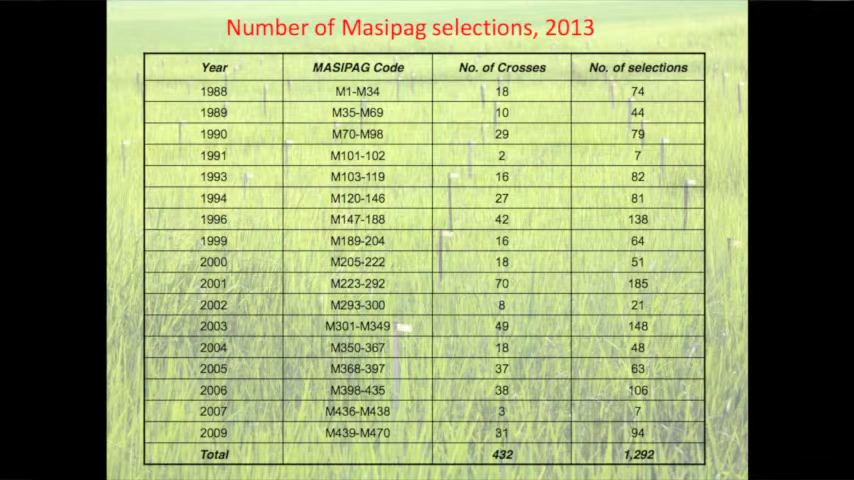 Number of Masipag selections, 2013
Year MASIPAG Code No. of Crosses No. of selections
1988 M1-M34 18 74
1989 M35-M69 10 44
1990 M70-M98 29 79
1991 M101-102 2 7
1993 M103-119 16 82
1994 M120-146 27 81
1996 M147-188 42 138
1999 M189-204 16 64
2000 M205-222 18 51
2001 M223-292 70 185
2002 M293-300 8 21
2003 M301-M349 49 148
2004 M350-367 18 48
2005 M368-397 37 63
2006 M398-435 38 106
2007 M436-M438 3 7
2009 M439-M470 31 94
Total 432 1,292